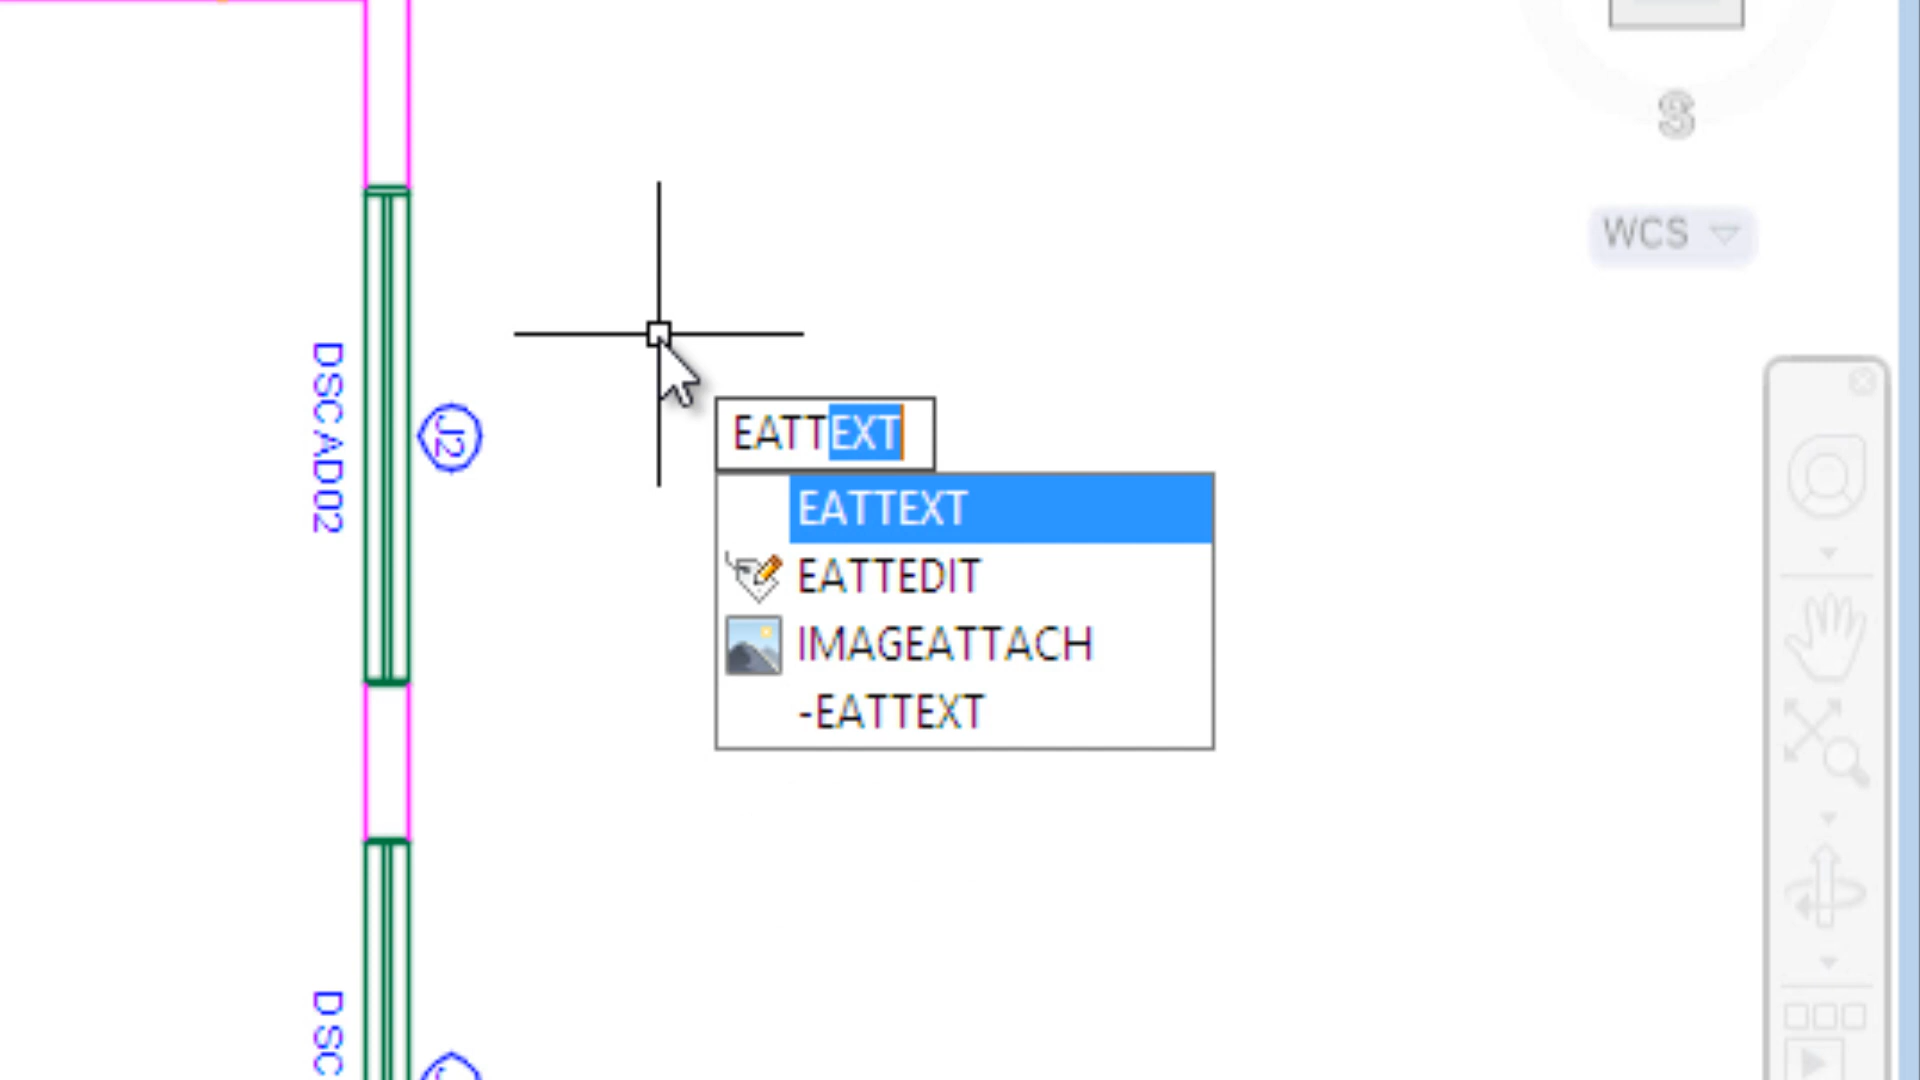 S
WCS
DSCAD02
J2
EATTEXT
EATTEXT
EATTEDIT
IMAGEATTACH
-EATTEXT
DSC